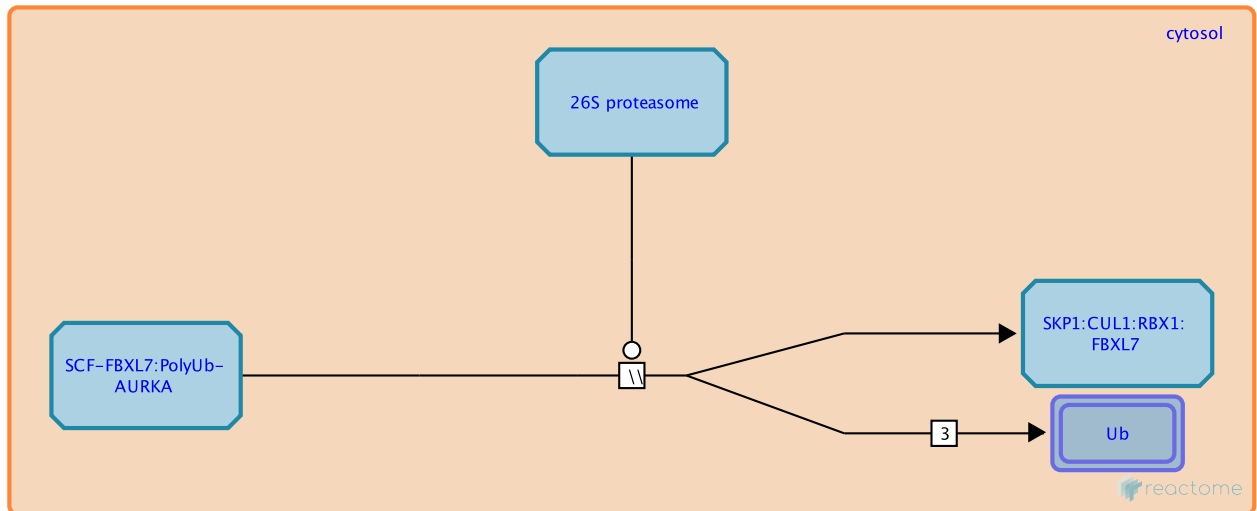 cytosol
26S proteasome
SKP1:CUL1:RBX1:
FBXL7
SCF-FBXL7:PolyUb-
AURKA
\\
3
Ub
reactome